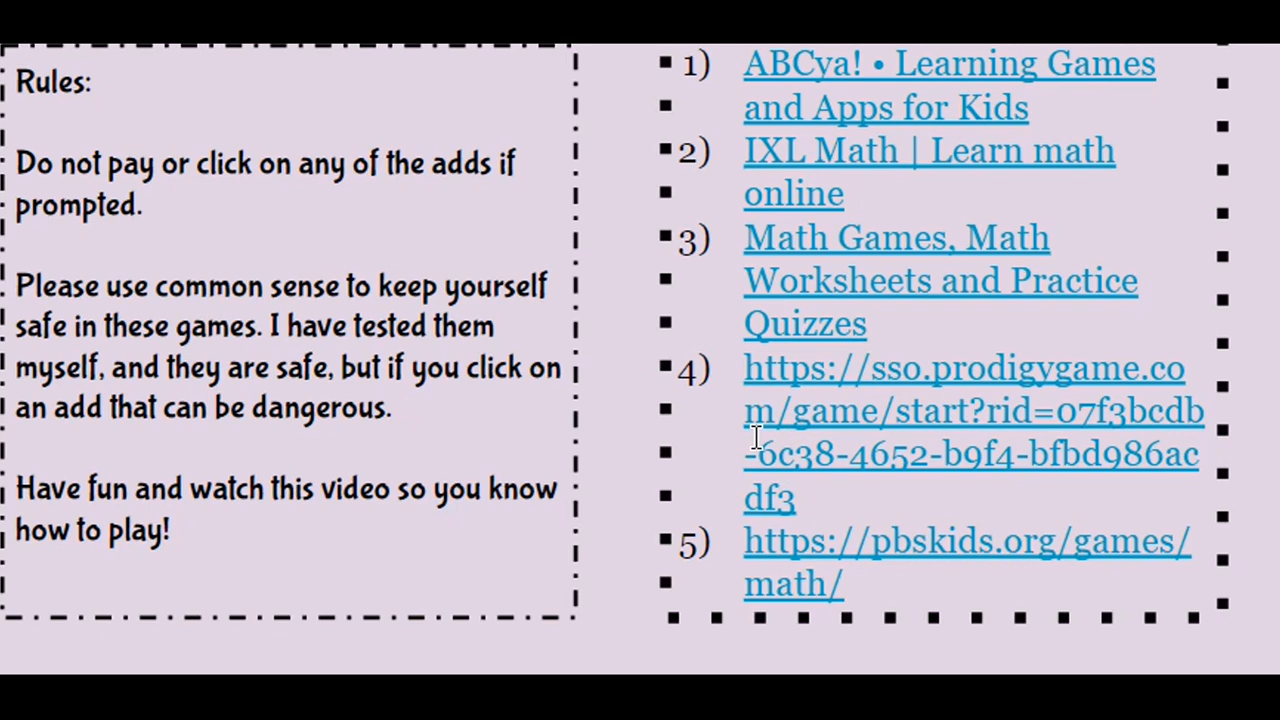 Rules:
Do not pay or click on any of the adds if
prompted.
Please use common sense to keep yourself
safe in these games. I have tested them
myself, and they are safe, but if you click on
an add that can be dangerous.
Have fun and watch this video so you know
how to play!
1) ABCya! • Learning Games
and Apps for Kids
2) IXL Math | Learn math
online
3) Math Games, Math
Worksheets and Practice
Quizzes
4) https://sso.prodigygame.co
m/game/start?rid=07f3bcdb
-6c38-4652-b9f4-bfbd986ac
df3
5) https://pbskids.org/games/
math/